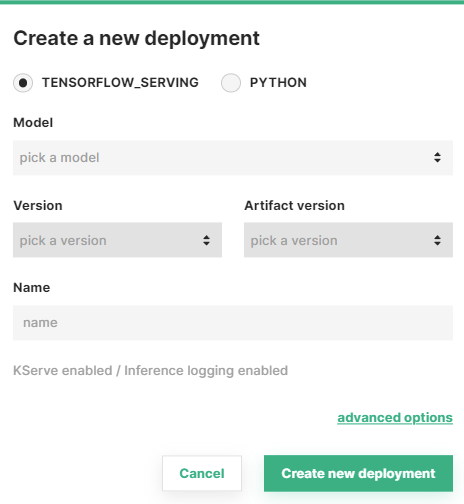 Create a new deployment
TENSORFLOW_SERVING PYTHON
Model
pick a model
Version Artifact version
pick a version pick a version
Name
name
KServe enabled / Inference logging enabled
advanced options
Cancel Create new deployment